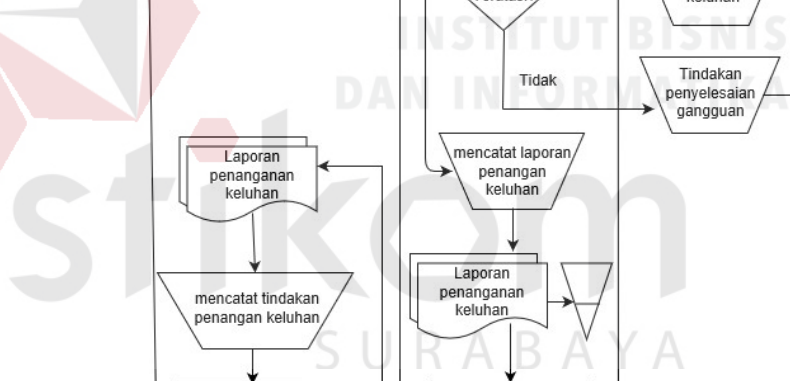 INSTITUT BISNIS
DAN INFORMATIKA
Tidak
Tindakan
penyelesaian
gangguan
Laporan
penanganan
keluhan
mencatat laporan
penangan
keluhan
stikom
Laporan
penanganan
keluhan
mencatat tindakan
penangan keluhan
SURABAYA